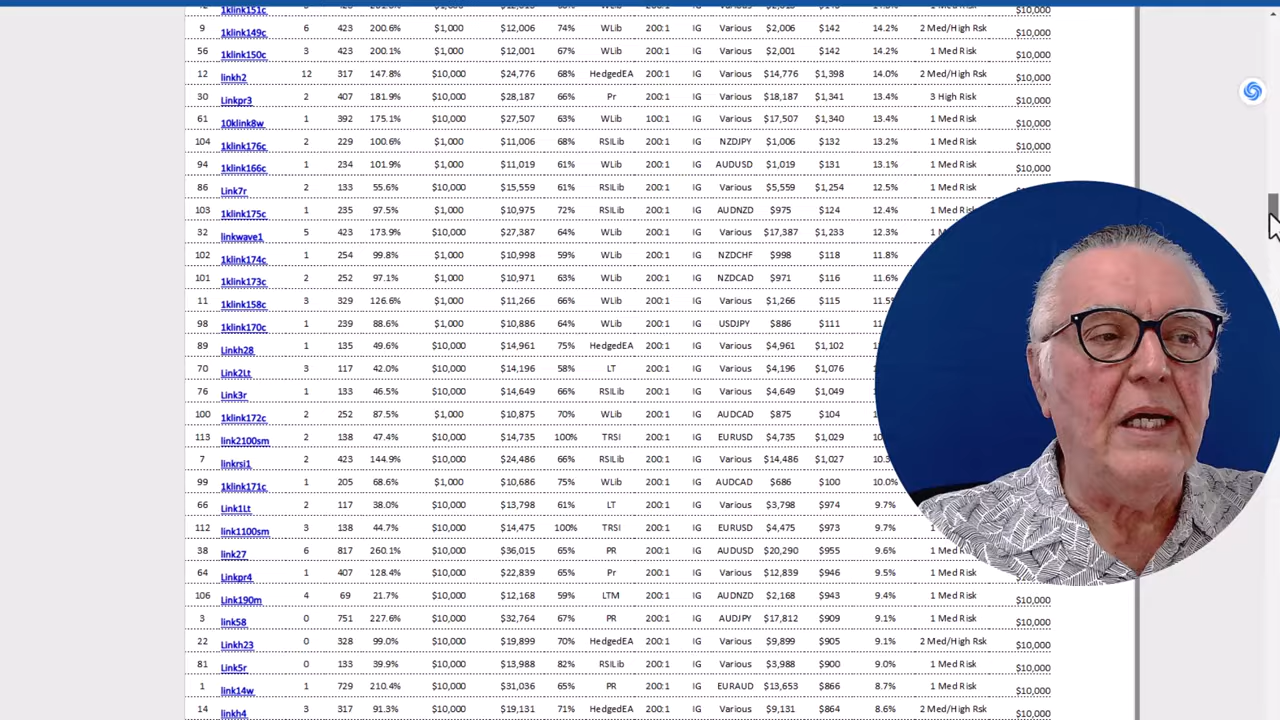 1klink151c $10,000
9 1klink149c 6 423 200.6% $1,000 $12,006 74% WLib 200:1 IG Various $2,006 $142 14.2% 2 Med/High Rsk $10,000
56 1klink150c 3 423 200.1% $1,000 $12,001 67% WLib 200:1 IG Various $2,001 $142 14.2% 1 Med Risk $10,000
12 linkh2 12 317 147.8% $10,000 $24,776 68% HedgedEA 200:1 IG Various $14,776 $1,398 14.0% 2 Med/High Rsk $10,000
30 Linkpr3 2 407 181.9% $10,000 $28,187 66% Pr 200:1 IG Various $18,187 $1,341 13.4% 3 High Risk $10,000
61 10klink8w 1 392 175.1% $10,000 $27,507 63% WLib 100:1 IG Various $17,507 $1,340 13.4% 1 Med Risk $10,000
104 1klink176c 2 229 100.6% $1,000 $11,006 68% RSILib 200:1 IG NZDJPY $1,006 $132 13.2% 1 Med Risk $10,000
94 1klink166c 1 234 101.9% $1,000 $11,019 61% WLib 200:1 IG AUDUSD $1,019 $131 13.1% 1 Med Risk $10,000
86 Link7r 2 133 55.6% $10,000 $15,559 61% RSILib 200:1 IG Various $5,559 $1,254 12.5% 1 Med Risk
103 1klink175c 1 235 97.5% $1,000 $10,975 72% RSILib 200:1 IG AUDNZD $975 $124 12.4% 1 Med
32 linkwave1 5 423 173.9% $10,000 $27,387 64% WLib 200:1 IG Various $17,387 $1,233 12.3%
102 1klink174c 1 254 99.8% $1,000 $10,998 59% WLib 200:1 IG NZDCHF $998 $118 11.8%
101 1klink173c 2 252 97.1% $1,000 $10,971 63% WLib 200:1 IG NZDCAD $971 $116 11.6%
11 1klink158c 3 329 126.6% $1,000 $11,266 66% WLib 200:1 IG Various $1,266 $115
98 1klink170c 1 239 88.6% $1,000 $10,886 64% WLib 200:1 IG USDJPY $886 $111
89 Linkh28 1 135 49.6% $10,000 $14,961 75% HedgedEA 200:1 IG Various $4,961 $1,102
70 Link2Lt 3 117 42.0% $10,000 $14,196 58% LT 200:1 IG Various $4,196 $1,076
76 Link3r 1 133 46.5% $10,000 $14,649 66% RSILib 200:1 IG Various $4,649 $1,049
100 1klink172c 2 252 87.5% $1,000 $10,875 70% WLib 200:1 IG AUDCAD $875 $104
113 link2100sm 2 138 47.4% $10,000 $14,735 100% TRSI 200:1 IG EURUSD $4,735 $1,029
7 linkrsi1 2 423 144.9% $10,000 $24,486 66% RSILib 200:1 IG Various $14,486 $1,027
99 1klink171c 1 205 68.6% $1,000 $10,686 75% WLib 200:1 IG AUDCAD $686 $100 10.0%
66 Link1Lt 2 117 38.0% $10,000 $13,798 61% LT 200:1 IG Various $3,798 $974 9.7%
112 link1100sm 3 138 44.7% $10,000 $14,475 100% TRSI 200:1 IG EURUSD $4,475 $973 9.7%
38 link27 6 817 260.1% $10,000 $36,015 65% PR 200:1 IG AUDUSD $20,290 $955 9.6% 1 Med
64 Linkpr4 1 407 128.4% $10,000 $22,839 65% Pr 200:1 IG Various $12,839 $946 9.5% 1 Med Risk $10,000
106 Link190m 4 69 21.7% $10,000 $12,168 59% LTM 200:1 IG AUDNZD $2,168 $943 9.4% 1 Med Risk $10,000
3 link58 0 751 227.6% $10,000 $32,764 67% PR 200:1 IG AUDJPY $17,812 $909 9.1% 1 Med Risk $10,000
22 Linkh23 0 328 99.0% $10,000 $19,899 70% HedgedEA 200:1 IG Various $9,899 $905 9.1% 2 Med/High Rsk $10,000
81 Link5r 0 133 39.9% $10,000 $13,988 82% RSILib 200:1 IG Various $3,988 $900 9.0% 1 Med Risk $10,000
1 link14w 1 729 210.4% $10,000 $31,036 65% PR 200:1 IG EURAUD $13,653 $866 8.7% 1 Med Risk $10,000
14 linkh4 3 317 91.3% $10,000 $19,131 71% HedgedEA 200:1 IG Various $9,131 $864 8.6% 2 Med/High Rsk $10,000